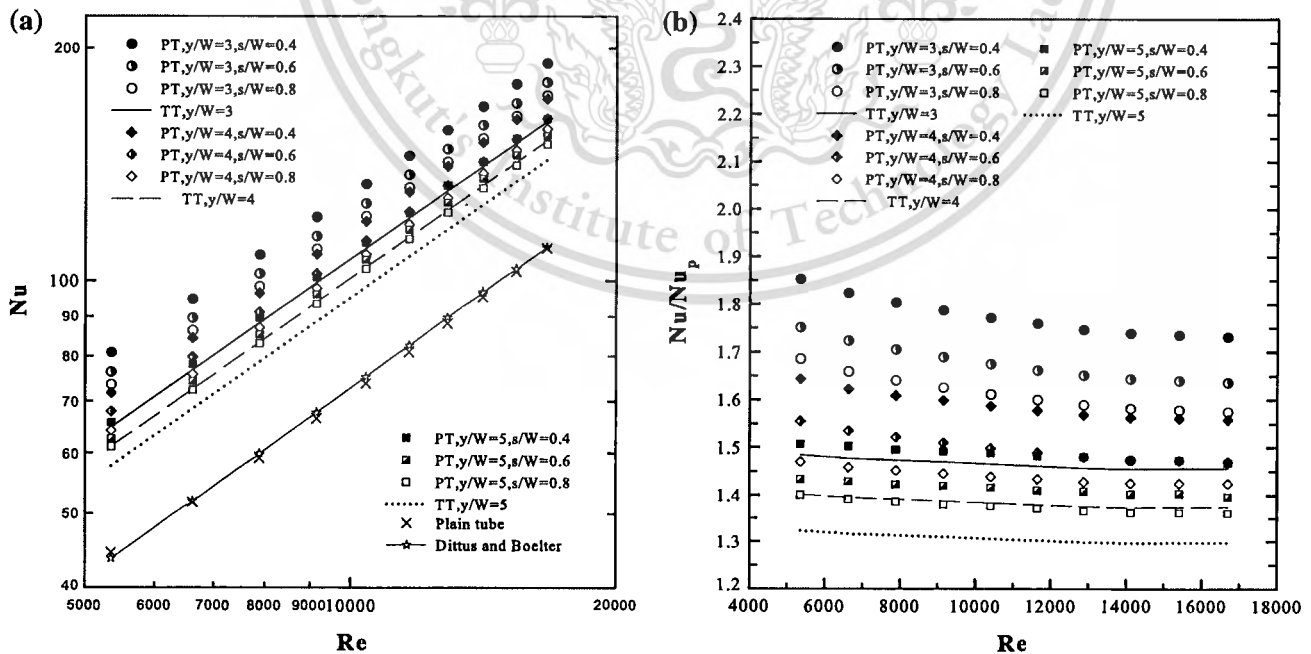 (a)
200
100
90
80
70
60
50
40
Nu
5000
6000
7000
8000
9000
10000
20000
Re
PT,y/W=3,s/W=0.4
PT,y/W=3,s/W=0.6
PT,y/W=3,s/W=0.8
TT,y/W=3
PT,y/W=4,s/W=0.4
PT,y/W=4,s/W=0.6
PT,y/W=4,s/W=0.8
TT,y/W=4
PT,y/W=5,s/W=0.4
PT,y/W=5,s/W=0.6
PT,y/W=5,s/W=0.8
TT,y/W=5
Plain tube
Dittus and Boelter
(b)
2.4
2.3
2.2
2.1
2.0
1.9
1.8
1.7
1.6
1.5
1.4
1.3
1.2
Nu/Nu_p
4000
6000
8000
10000
12000
14000
16000
18000
Re
PT,y/W=3,s/W=0.4
PT,y/W=3,s/W=0.6
PT,y/W=3,s/W=0.8
TT,y/W=3
PT,y/W=4,s/W=0.4
PT,y/W=4,s/W=0.6
PT,y/W=4,s/W=0.8
TT,y/W=4
PT,y/W=5,s/W=0.4
PT,y/W=5,s/W=0.6
PT,y/W=5,s/W=0.8
TT,y/W=5
Institute of Technology